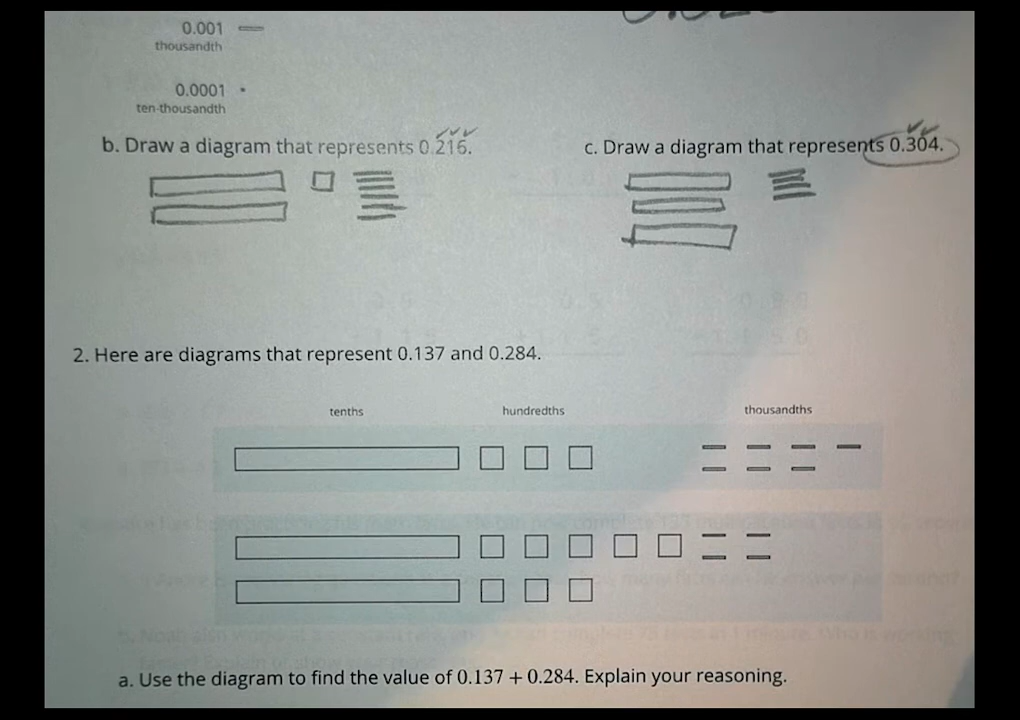 0.001
thousandth
0.0001
ten-thousandth
b. Draw a diagram that represents 0.216.
c. Draw a diagram that represents 0.304.
2. Here are diagrams that represent 0.137 and 0.284.
tenths hundredths thousandths
a. Use the diagram to find the value of 0.137 + 0.284. Explain your reasoning.